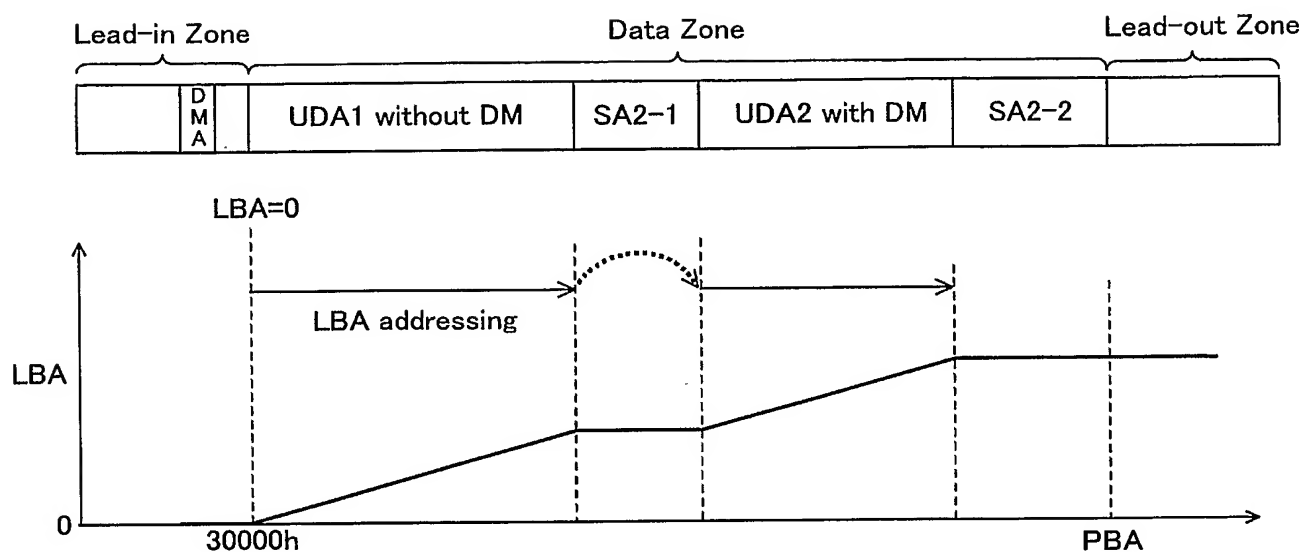 Lead-in Zone Data Zone Lead-out Zone
DMA UDA1 without DM SA2-1 UDA2 with DM SA2-2
LBA=0
LBA addressing
LBA
0 30000h PBA